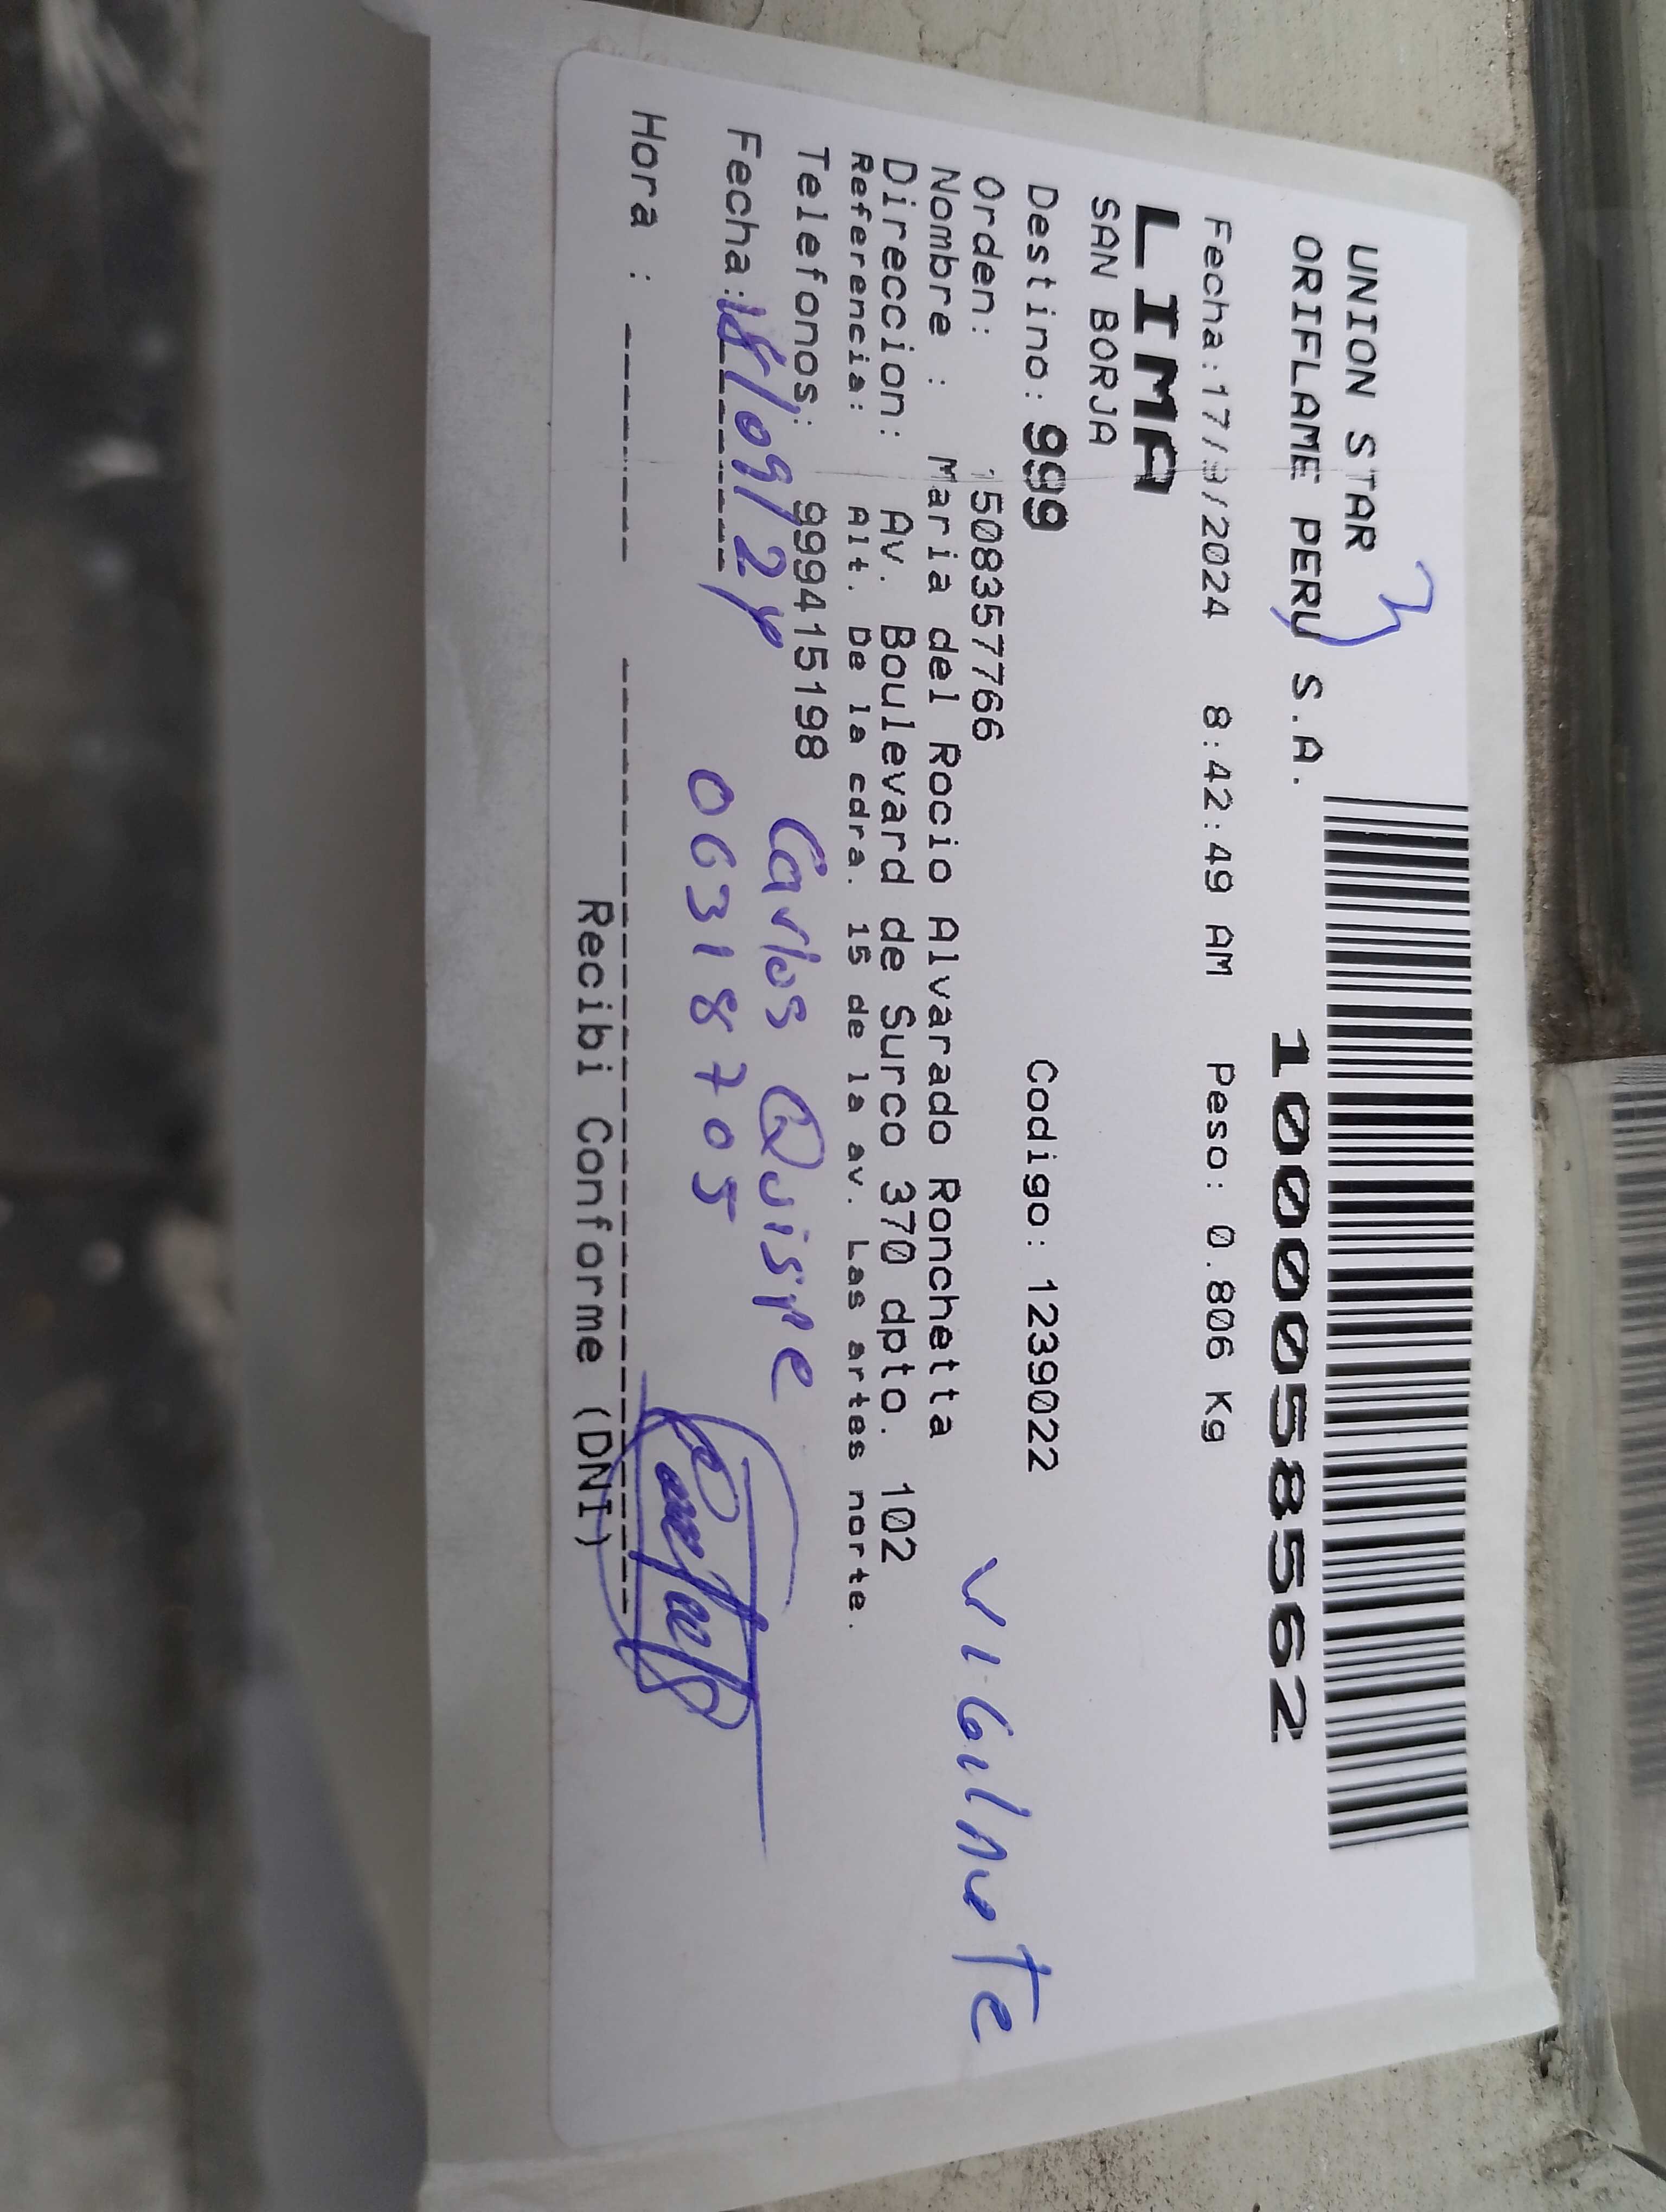 UNION STAR
ORIFLAME PERU S.A.
1000058562
Fecha:17/9/2024 8:42:49 AM Peso: 0.806 Kg
LIMA
SAN BORJA
Destino: 999 Codigo: 1239022
Orden: 1508357766
Nombre : Maria del Rocio Alvarado Ronchetta
Vigilante
Direccion: Av. Boulevard de Surco 370 dpto. 102
Referencia: Alt. De la cdra. 15 de la av. Las artes norte.
Telefonos: 999415198
Carlos Quispe
Fecha: 18/09/24
06318705
Hora :
Recibi Conforme (DNI)